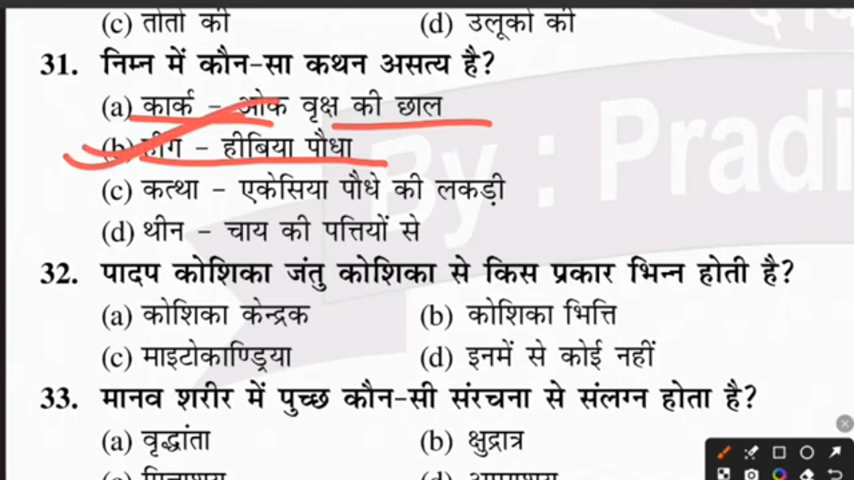 (c) तोतो की (d) उलूको की
31. निम्न में कौन-सा कथन असत्य है?
(a) कार्क - ओक वृक्ष की छाल
(b) हींग - हीबिया पौधा
(c) कत्था - एकेसिया पौधे की लकड़ी
(d) थीन - चाय की पत्तियों से
32. पादप कोशिका जंतु कोशिका से किस प्रकार भिन्न होती है?
(a) कोशिका केन्द्रक (b) कोशिका भित्ति
(c) माइटोकाण्ड्रिया (d) इनमें से कोई नहीं
33. मानव शरीर में पुच्छ कौन-सी संरचना से संलग्न होता है?
(a) वृद्धांता (b) क्षुद्रात्र
By : Pradi